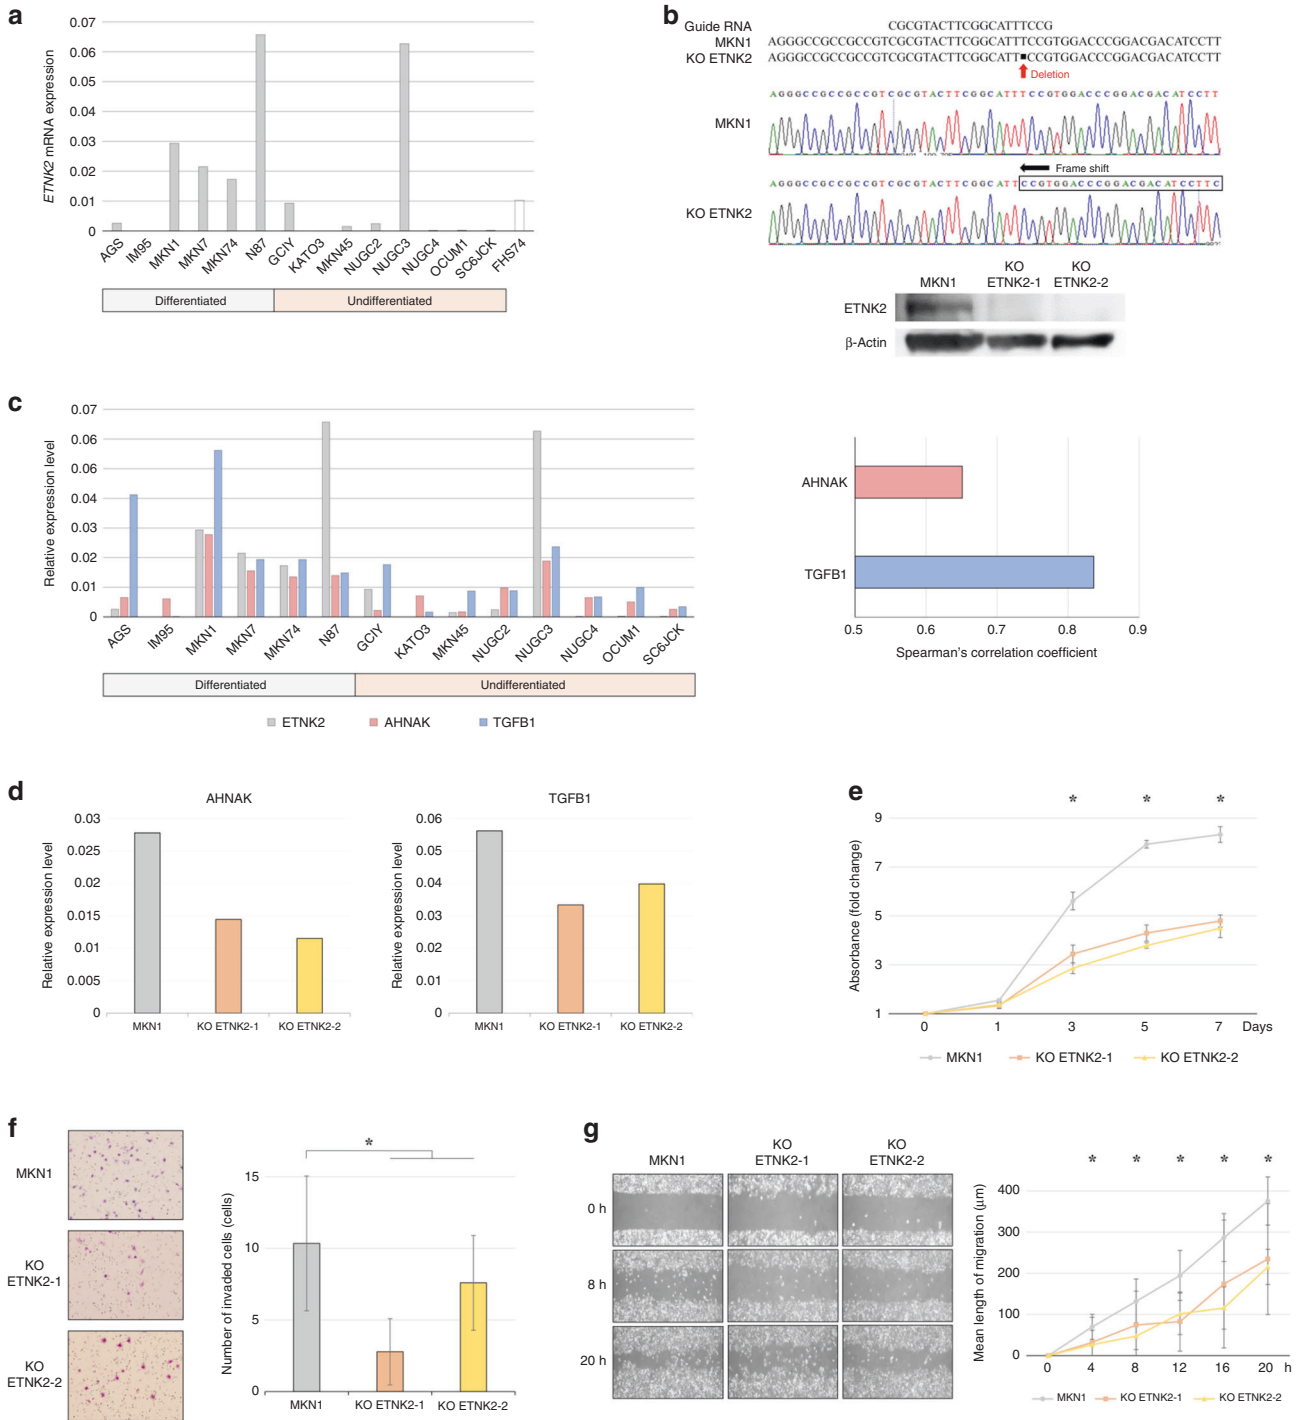 a
ETNK2 mRNA expression
0.07
0.06
0.05
0.04
0.03
0.02
0.01
0
AGS
IM95
MKN1
MKN7
MKN74
N87
GCIY
KATO3
MKN45
NUGC2
NUGC3
NUGC4
OCUM1
SC6JCK
FHS74
Differentiated
Undifferentiated
b
Guide RNA CGCGTACTTCGGCATTTCCG
MKN1 AGGGCCGCCGCCGTCGCGTACTTCGGCATTTCCGTGGACCCGGACGACATCCTT
KO ETNK2 AGGGCCGCCGCCGTCGCGTACTTCGGCATT■CCGTGGACCCGGACGACATCCTT
Deletion
AGGGCCGCCGCCGTCGCGTACTTCGGCATTTCCGTGGACCCGGACGACATCCTT
MKN1
Frame shift
AGGGCCGCCGCCGTCGCGTACTTCGGCATTCCGTGGACCCGGACGACATCCTTC
KO ETNK2
MKN1
KO ETNK2-1
KO ETNK2-2
ETNK2
β-Actin
c
Relative expression level
0.07
0.06
0.06
0.04
0.03
0.02
0.01
0
AGS
IM95
MKN1
MKN7
MKN74
N87
GCIY
KATO3
MKN45
NUGC2
NUGC3
NUGC4
OCUM1
SC6JCK
Differentiated
Undifferentiated
ETNK2
AHNAK
TGFB1
AHNAK
TGFB1
0.5
0.6
0.7
0.8
0.9
Spearman's correlation coefficient
d
AHNAK
Relative expression level
0.03
0.025
0.02
0.015
0.01
0.005
0
MKN1
KO ETNK2-1
KO ETNK2-2
TGFB1
Relative expression level
0.06
0.05
0.04
0.03
0.02
0.01
0
MKN1
KO ETNK2-1
KO ETNK2-2
e
* * *
Absorbance (fold change)
9
7
5
3
1
0
1
3
5
7
Days
MKN1
KO ETNK2-1
KO ETNK2-2
f
MKN1
KO
ETNK2-1
KO
ETNK2-2
*
Number of invaded cells (cells)
15
10
5
0
MKN1
KO ETNK2-1
KO ETNK2-2
g
MKN1
KO
ETNK2-1
KO
ETNK2-2
0 h
8 h
20 h
* * * * *
Mean length of migration (µm)
400
300
200
100
0
0
4
8
12
16
20
h
MKN1
KO ETNK2-1
KO ETNK2-2